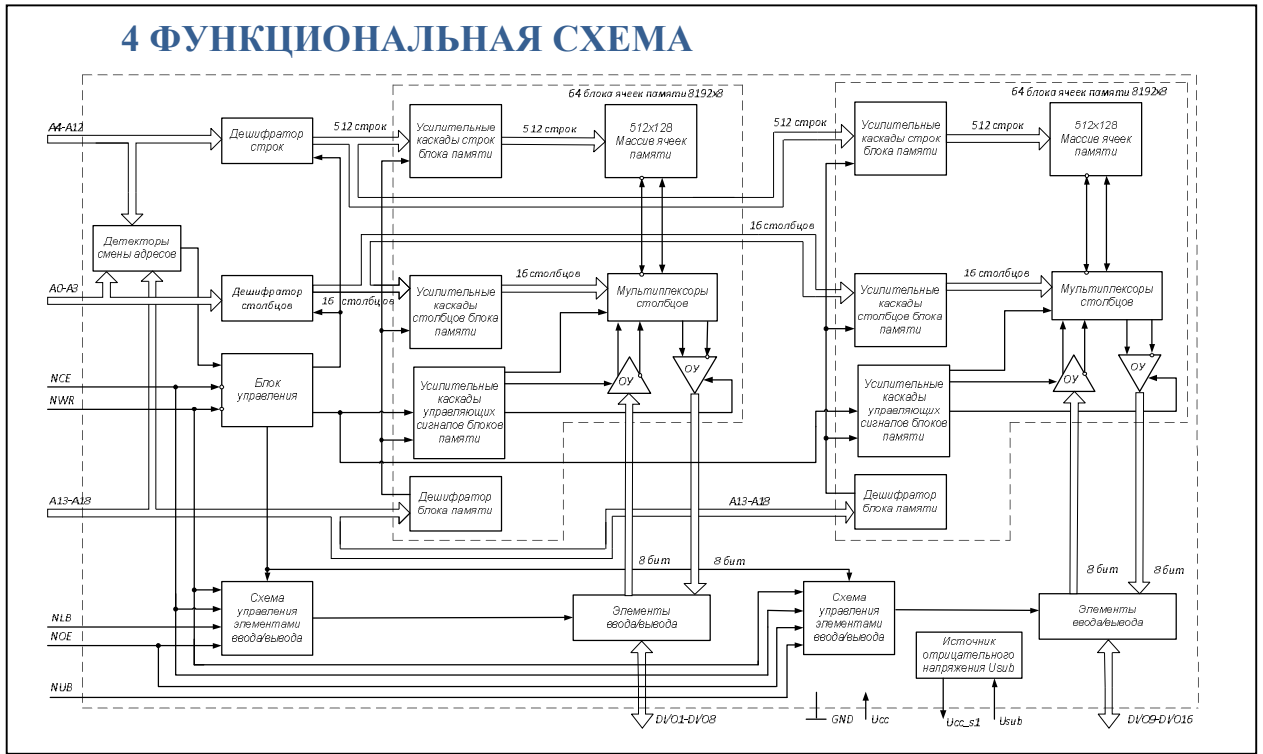 4 ФУНКЦИОНАЛЬНАЯ СХЕМА
64 блока ячеек памяти 8192х8
64 блока ячеек памяти 8192х8
A4-A12
Дешифратор
строк
512 строк
Усилительные
каскады строк
блока памяти
512 строк
512x128
Массив ячеек
памяти
512 строк
Усилительные
каскады строк
блока памяти
512 строк
512x128
Массив ячеек
памяти
Детекторы
смены адресов
16 столбцов
A0-A3
Дешифратор
столбцов
16 столбцов
Усилительные
каскады
столбцов блока
памяти
16 столбцов
Мультиплексоры
столбцов
Усилительные
каскады
столбцов блока
памяти
16 столбцов
Мультиплексоры
столбцов
NCE
NWR
Блок
управления
Усилительные
каскады
управляющих
сигналов блоков
памяти
ОУ
ОУ
Усилительные
каскады
управляющих
сигналов блоков
памяти
ОУ
ОУ
A13-A18
Дешифратор
блока памяти
A13-A18
Дешифратор
блока памяти
8 бит
8 бит
8 бит
8 бит
NLB
NOE
NUB
Схема
управления
элементами
ввода/вывода
Элементы
ввода/вывода
Схема
управления
элементами
ввода/вывода
Элементы
ввода/вывода
Источник
отрицательного
напряжения Usub
DI/O1-DI/O8
GND
Ucc
Ucc_s1
Usub
DI/O9-DI/O16